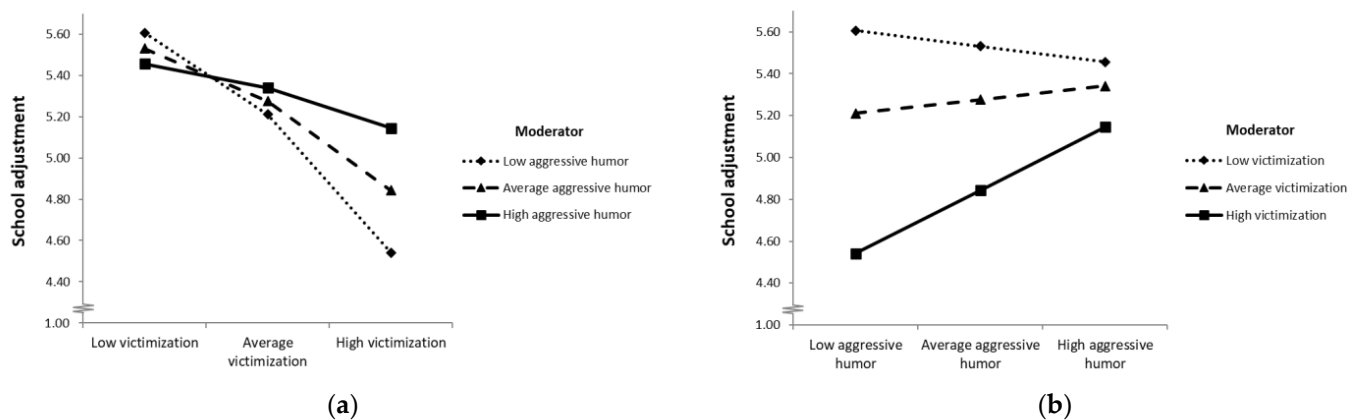 5.60
5.40
5.20
5.00
4.80
4.60
4.40
1.00
School adjustment
Low victimization
Average
victimization
High victimization
Moderator
Low aggressive humor
Average aggressive humor
High aggressive humor
(a)
5.60
5.40
5.20
5.00
4.80
4.60
4.40
1.00
School adjustment
Low aggressive
humor
Average aggressive
humor
High aggressive
humor
Moderator
Low victimization
Average victimization
High victimization
(b)